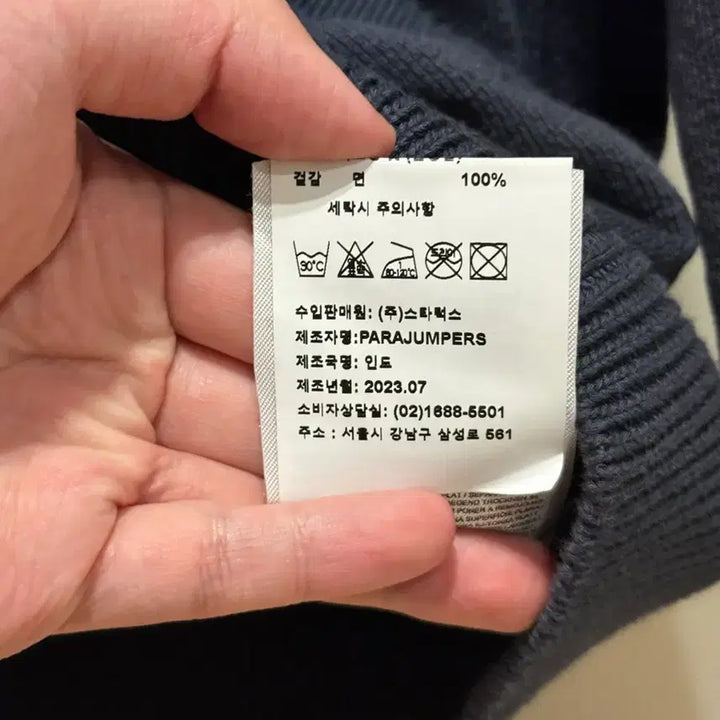 겉감 면 100%
세탁시 주의사항
30°C 80-120°C 드라이
수입판매원: (주)스타럭스
제조자명:PARAJUMPERS
제조국명: 인도
제조년월: 2023.07
소비자상담실: (02)1688-5501
주소 : 서울시 강남구 삼성로 561